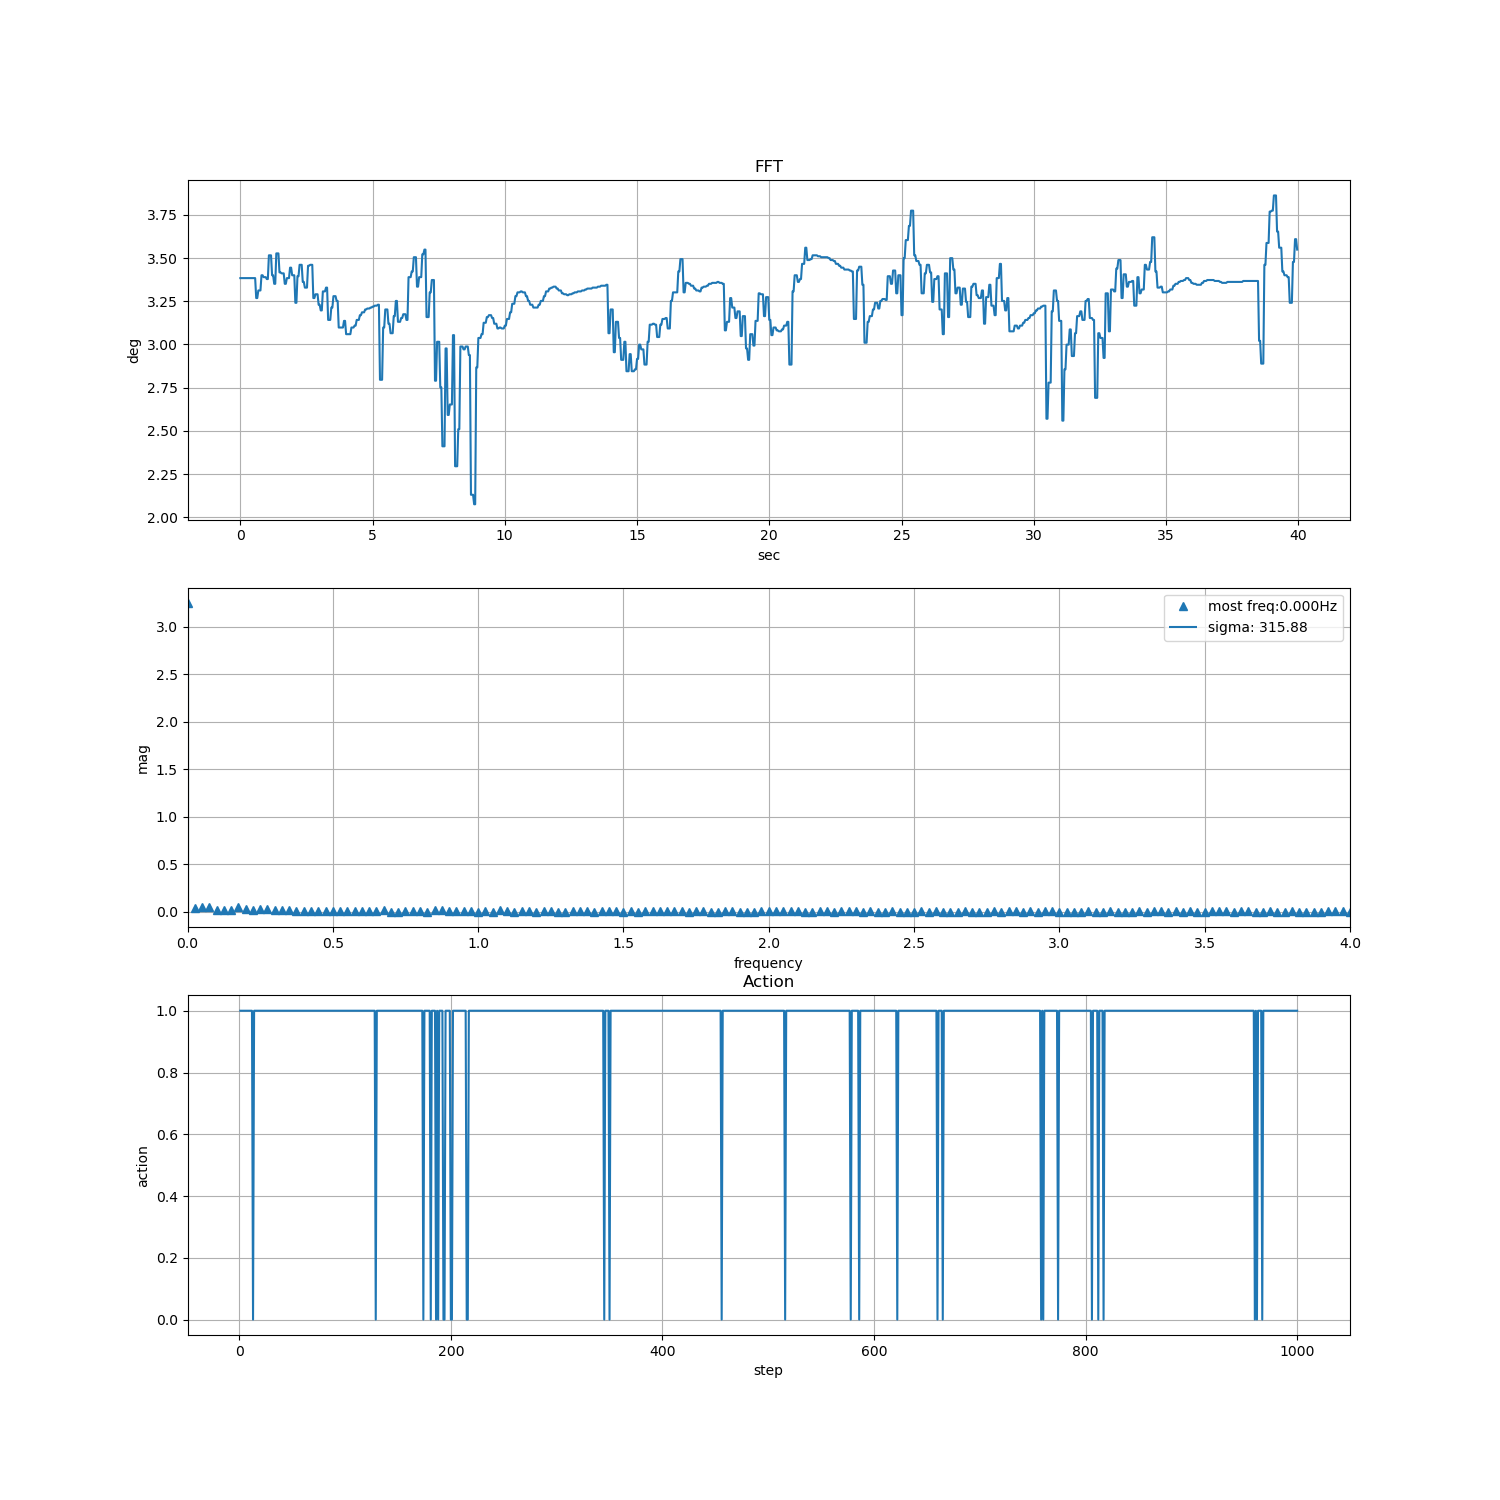 FFT
3.75
3.50
3.25
3.00
2.75
2.50
2.25
2.00
deg
0 5 10 15 20 25 30 35 40
sec
most freq:0.000Hz
sigma: 315.88
3.0
2.5
2.0
1.5
1.0
0.5
0.0
mag
0.0 0.5 1.0 1.5 2.0 2.5 3.0 3.5 4.0
frequency
Action
1.0
0.8
0.6
0.4
0.2
0.0
action
0 200 400 600 800 1000
step